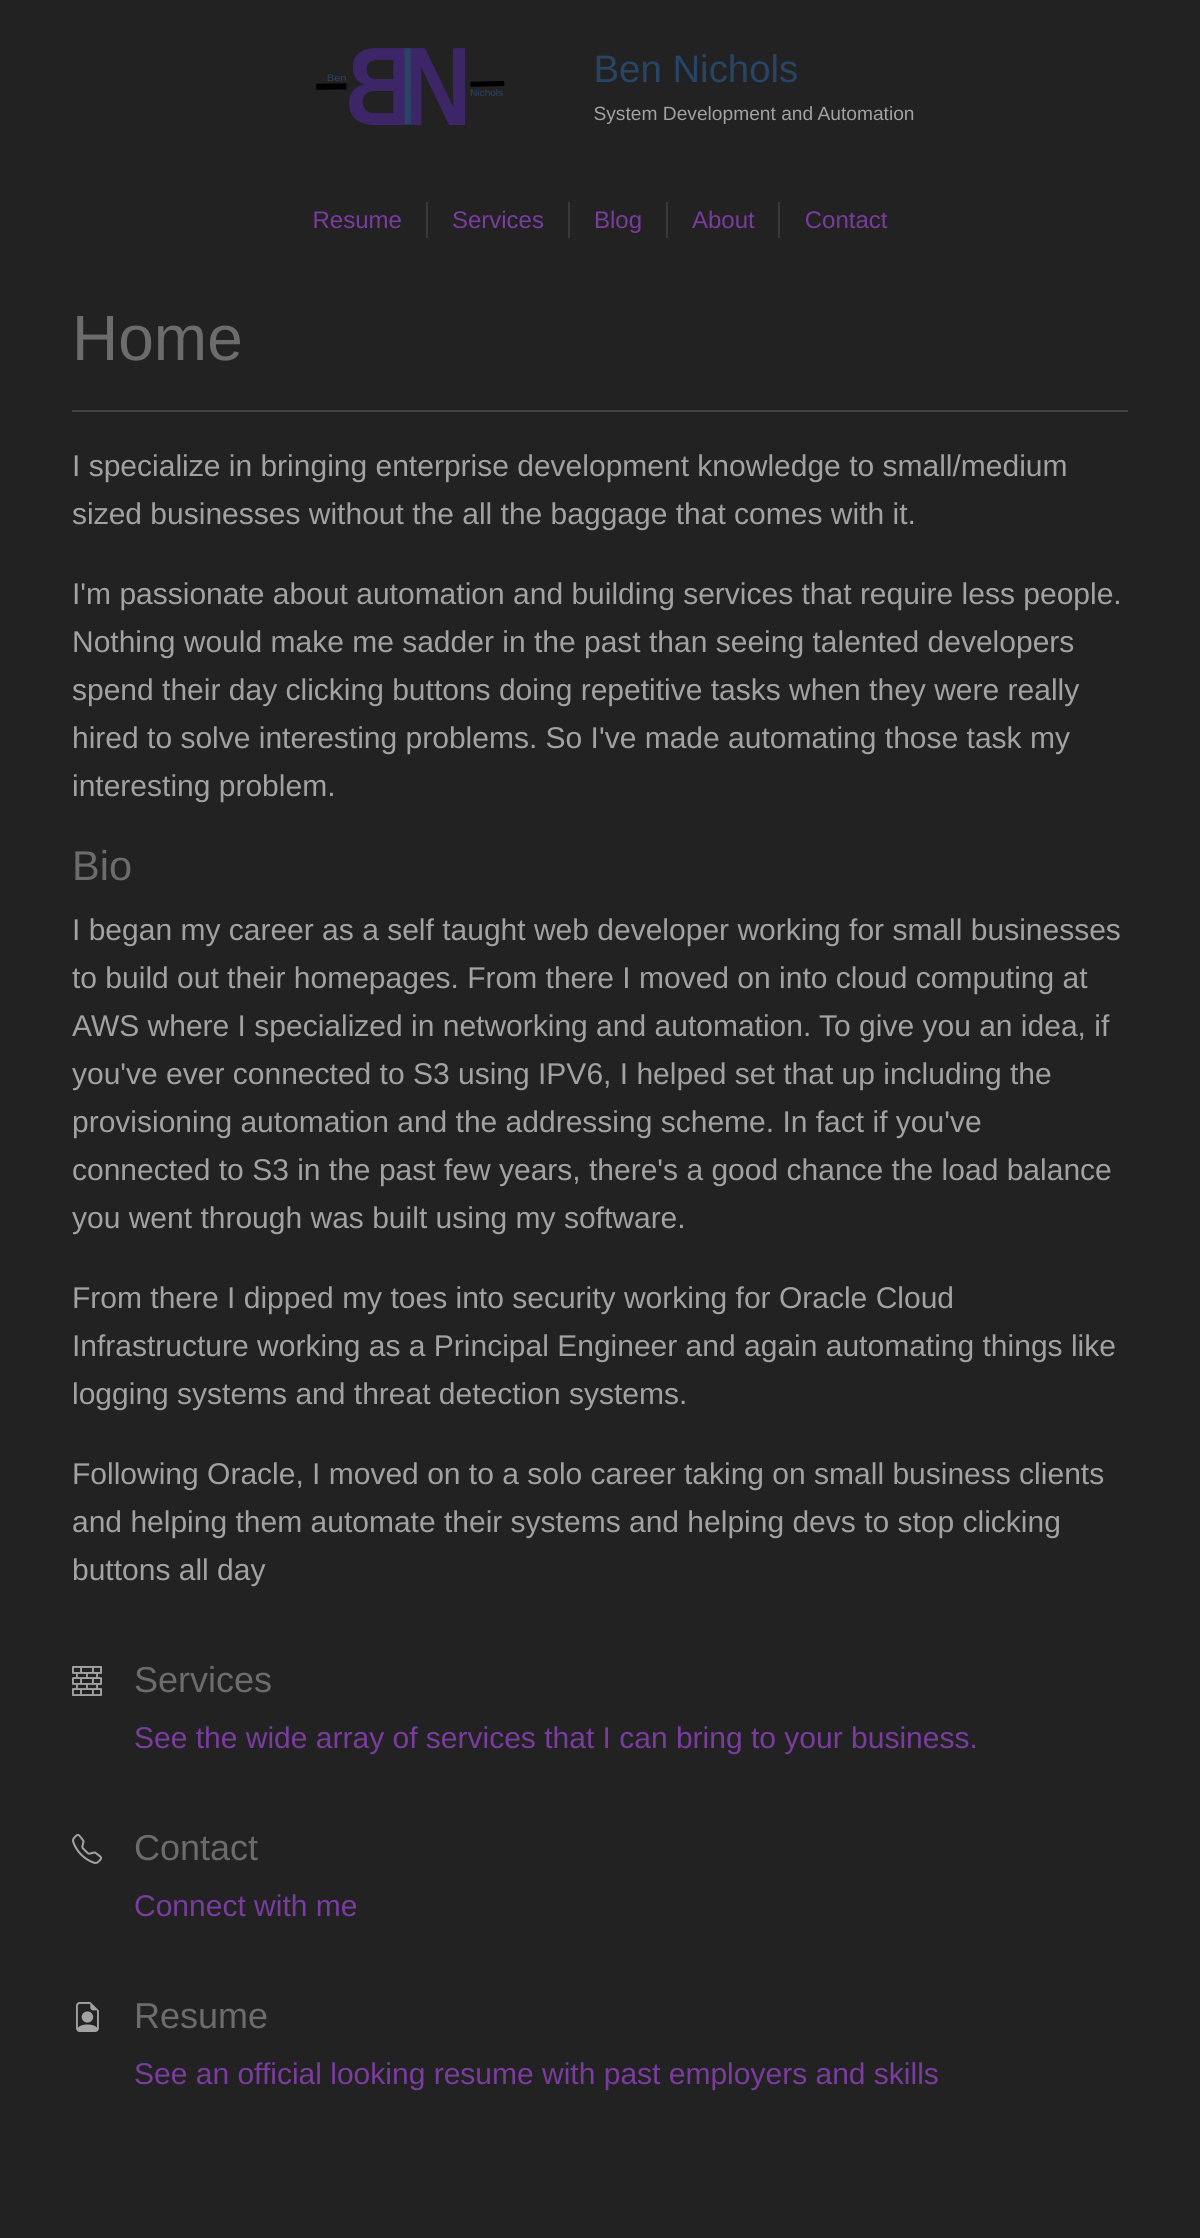 Ben
BN
Nichols
Ben Nichols
System Development and Automation
Resume
Services
Blog
About
Contact
Home
I specialize in bringing enterprise development knowledge to small/medium
sized businesses without the all the baggage that comes with it.
I'm passionate about automation and building services that require less people.
Nothing would make me sadder in the past than seeing talented developers
spend their day clicking buttons doing repetitive tasks when they were really
hired to solve interesting problems. So I've made automating those task my
interesting problem.
Bio
I began my career as a self taught web developer working for small businesses
to build out their homepages. From there I moved on into cloud computing at
AWS where I specialized in networking and automation. To give you an idea, if
you've ever connected to S3 using IPV6, I helped set that up including the
provisioning automation and the addressing scheme. In fact if you've
connected to S3 in the past few years, there's a good chance the load balance
you went through was built using my software.
From there I dipped my toes into security working for Oracle Cloud
Infrastructure working as a Principal Engineer and again automating things like
logging systems and threat detection systems.
Following Oracle, I moved on to a solo career taking on small business clients
and helping them automate their systems and helping devs to stop clicking
buttons all day
Services
See the wide array of services that I can bring to your business.
Contact
Connect with me
Resume
See an official looking resume with past employers and skills